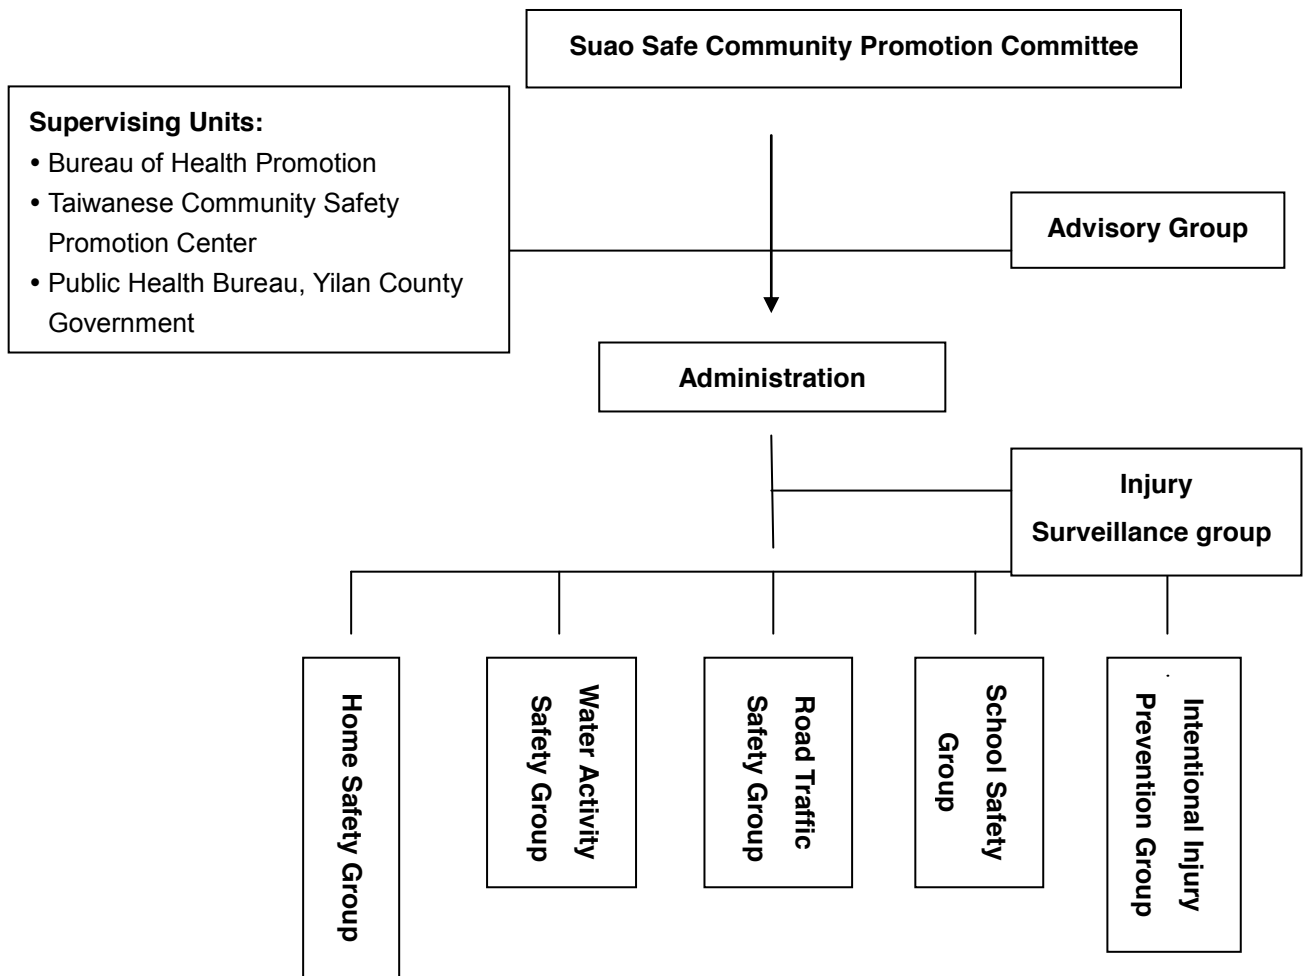 Suao Safe Community Promotion Committee
Supervising Units:
• Bureau of Health Promotion
• Taiwanese Community Safety
Promotion Center
• Public Health Bureau, Yilan County
Government
Advisory Group
Administration
Injury
Surveillance group
Home Safety Group
Water Activity
Safety Group
Road Traffic
Safety Group
School Safety
Group
Intentional Injury
Prevention Group